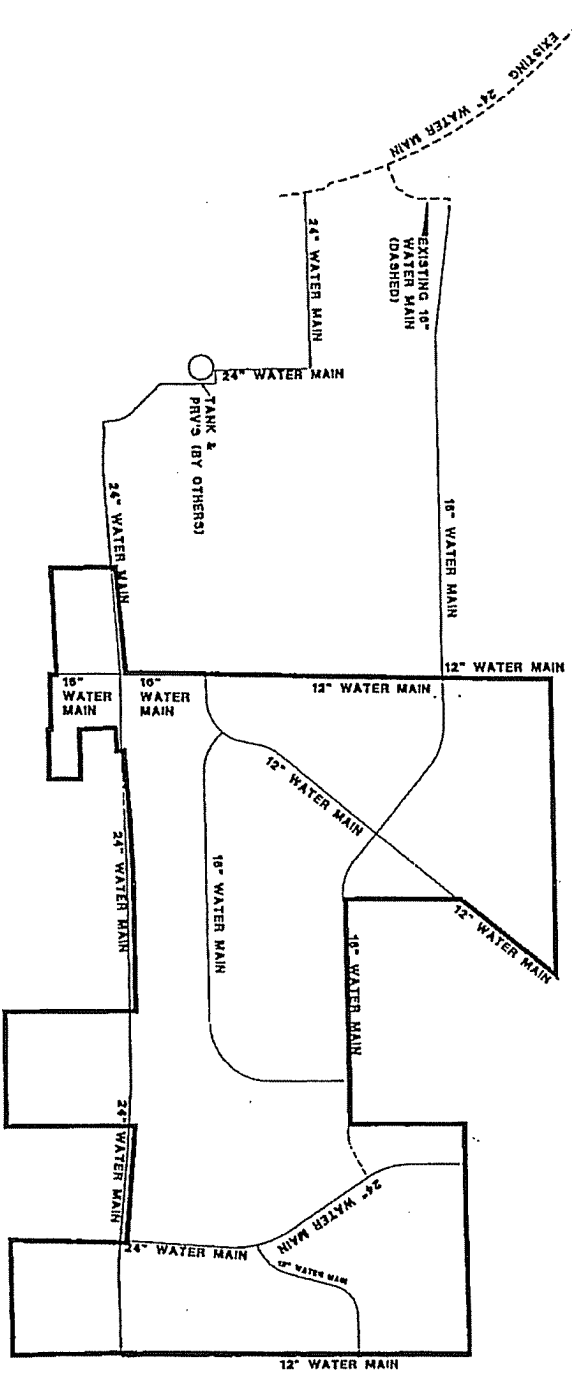 EXISTING
24" WATER MAIN
EXISTING 16"
WATER MAIN
(DASHED)
24" WATER MAIN
24" WATER MAIN
TANK &
PRV'S (BY OTHERS)
24" WATER MAIN
16" WATER MAIN
12" WATER MAIN
16"
WATER
MAIN
16"
WATER
MAIN
12" WATER MAIN
12" WATER MAIN
24" WATER MAIN
16" WATER MAIN
12" WATER MAIN
16" WATER MAIN
24" WATER MAIN
24" WATER MAIN
24" WATER MAIN
12" WATER MAIN
12" WATER MAIN